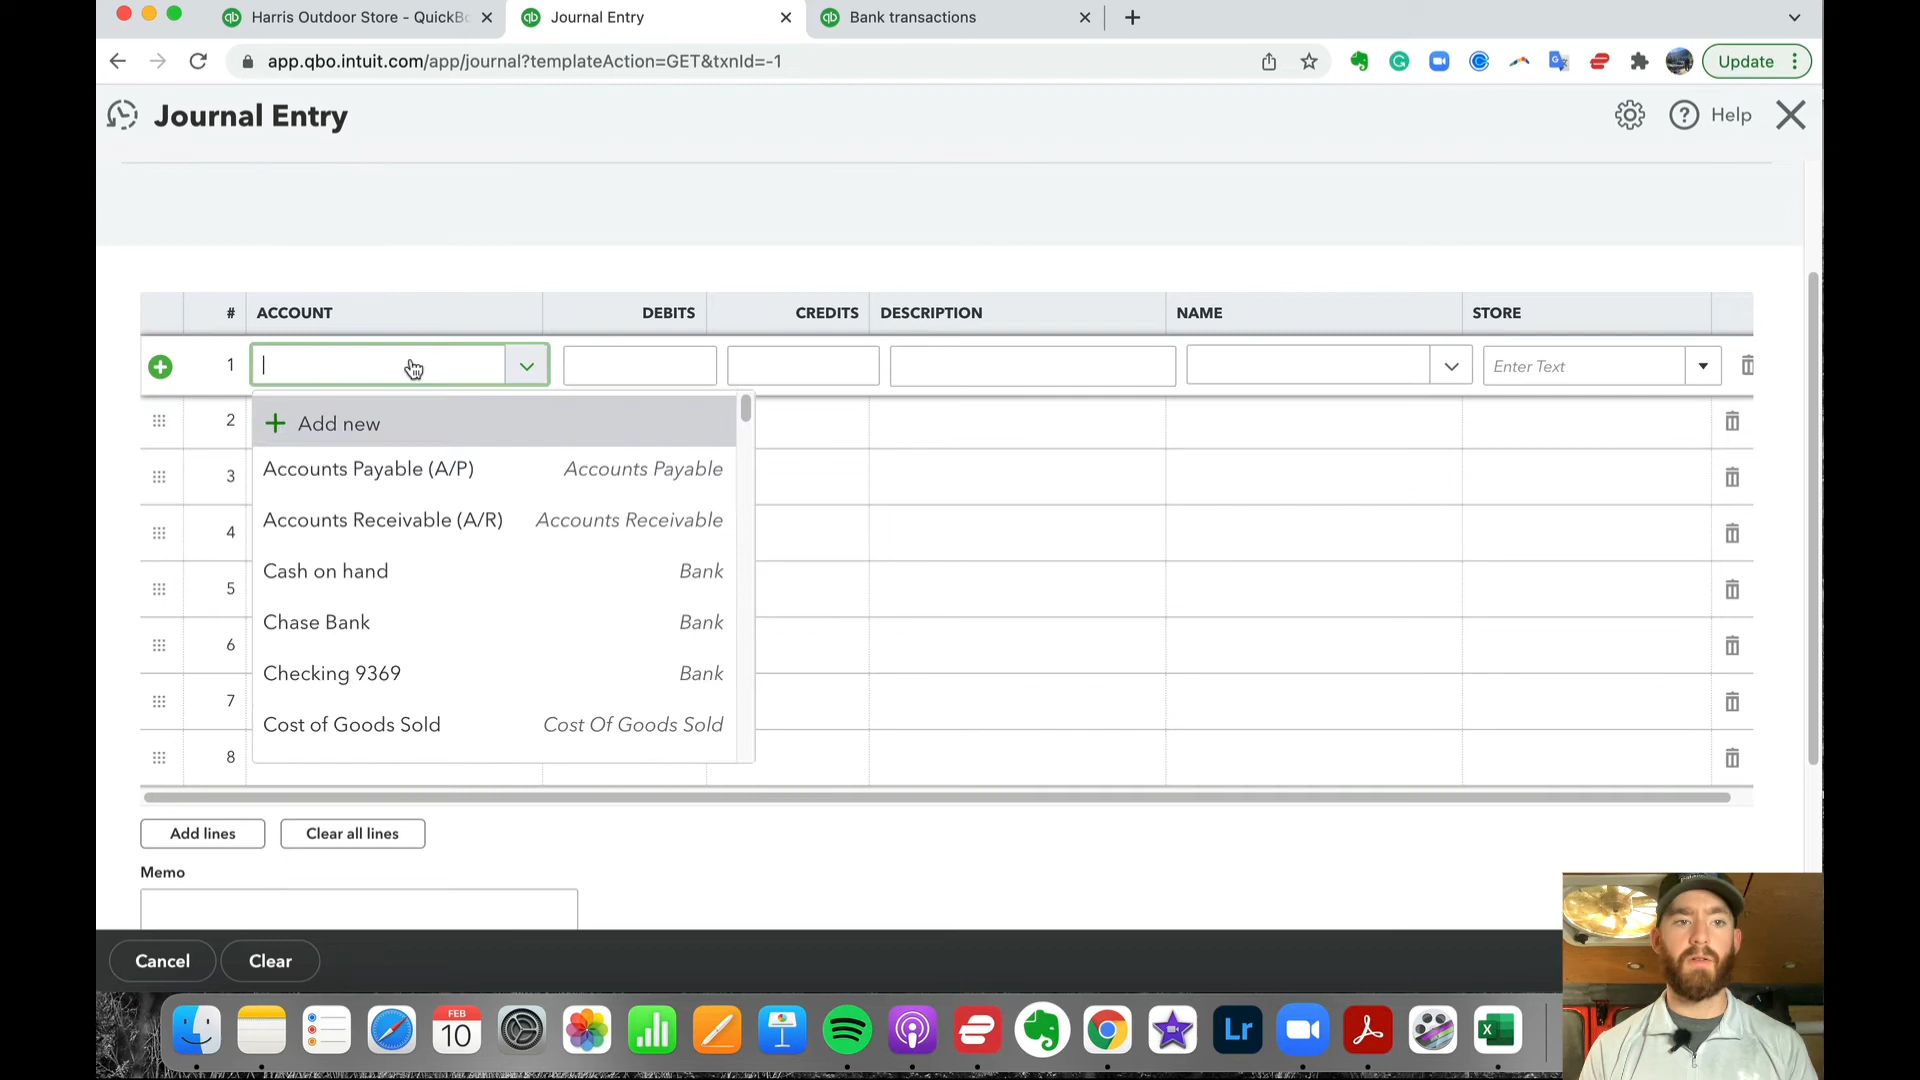 Harris Outdoor Store - QuickBo
Journal Entry
Bank transactions
app.qbo.intuit.com/app/journal?templateAction=GET&txnId=-1
Update
Journal Entry
Help
# ACCOUNT DEBITS CREDITS DESCRIPTION NAME STORE
1 Enter Text
Add new
2
Accounts Payable (A/P) Accounts Payable
3
Accounts Receivable (A/R) Accounts Receivable
4
Cash on hand Bank
5
Chase Bank Bank
6
Checking 9369 Bank
7
Cost of Goods Sold Cost Of Goods Sold
8
Add lines Clear all lines
Memo
Cancel Clear
FEB
10
Lr
X